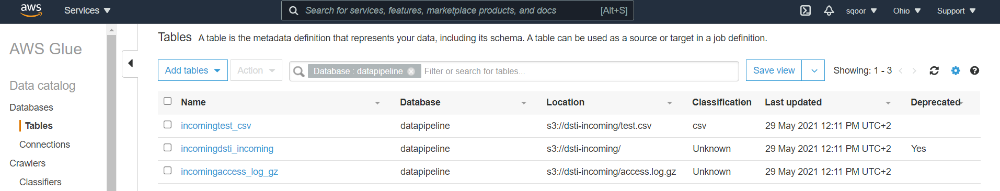 aws Services Search for services, features, marketplace products, and docs [Alt+S] sqoor Ohio Support
AWS Glue
Data catalog
Databases
Tables
Connections
Crawlers
Classifiers
Tables A table is the metadata definition that represents your data, including its schema. A table can be used as a source or target in a job definition.
Add tables Action Database : datapipeline Filter or search for tables... Save view Showing: 1 - 3
Name Database Location Classification Last updated Deprecated
incomingtest_csv datapipeline s3://dsti-incoming/test.csv csv 29 May 2021 12:11 PM UTC+2
incomingdsti_incoming datapipeline s3://dsti-incoming/ Unknown 29 May 2021 12:11 PM UTC+2 Yes
incomingaccess_log_gz datapipeline s3://dsti-incoming/access.log.gz Unknown 29 May 2021 12:11 PM UTC+2